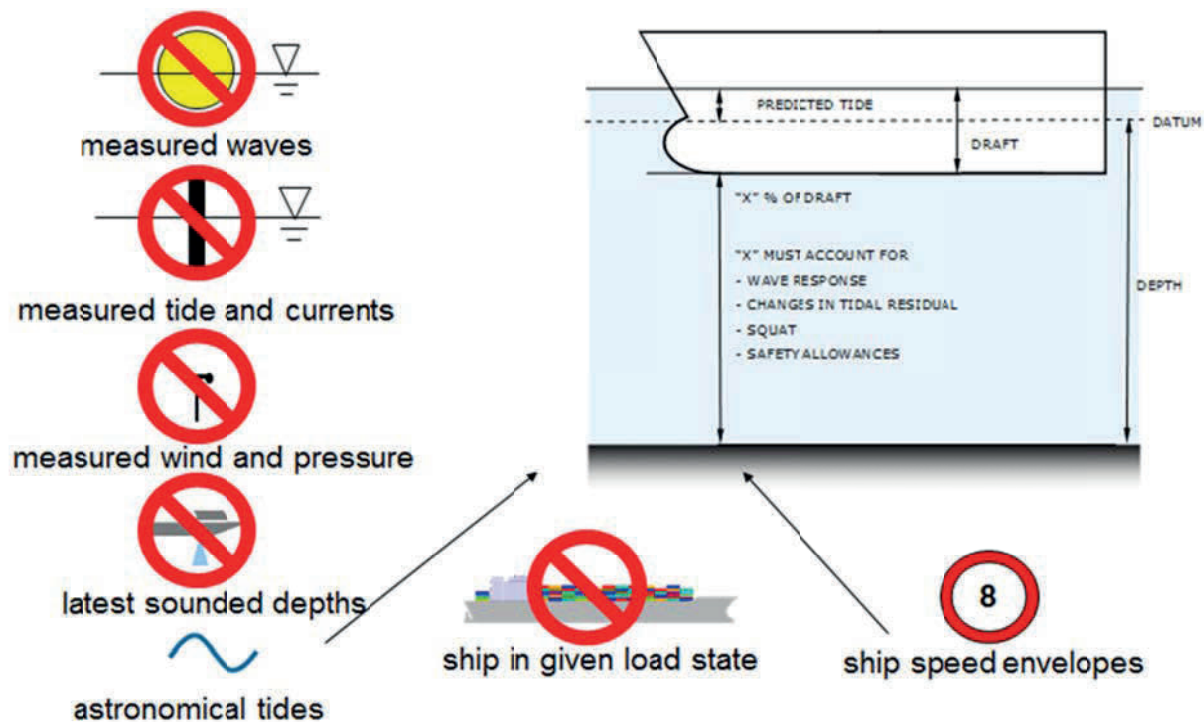 measured waves
measured tide and currents
measured wind and pressure
latest sounded depths
astronomical tides
PREDICTED TIDE
DATUM
DRAFT
"X" % OF DRAFT
"X" MUST ACCOUNT FOR
- WAVE RESPONSE
- CHANGES IN TIDAL RESIDUAL
- SQUAT
- SAFETY ALLOWANCES
DEPTH
ship in given load state
8
ship speed envelopes